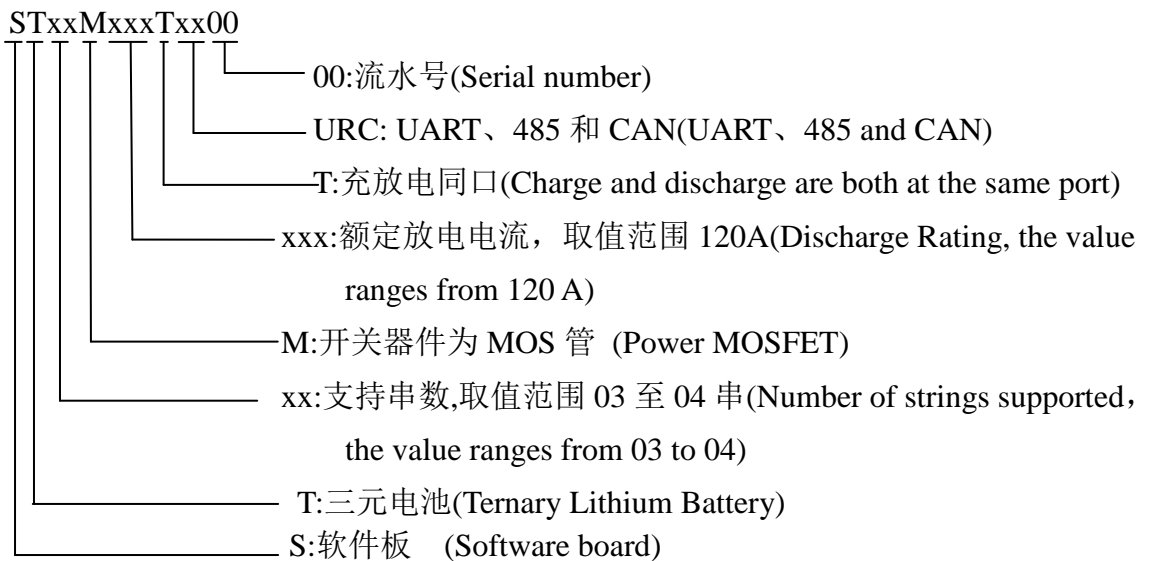 STxxMxxxTxx00
00:流水号(Serial number)
URC: UART、485 和 CAN(UART、485 and CAN)
T:充放电同口(Charge and discharge are both at the same port)
xxx:额定放电电流，取值范围 120A(Discharge Rating, the value
ranges from 120 A)
M:开关器件为 MOS 管 (Power MOSFET)
xx:支持串数,取值范围 03 至 04 串(Number of strings supported，
the value ranges from 03 to 04)
T:三元电池(Ternary Lithium Battery)
S:软件板 (Software board)